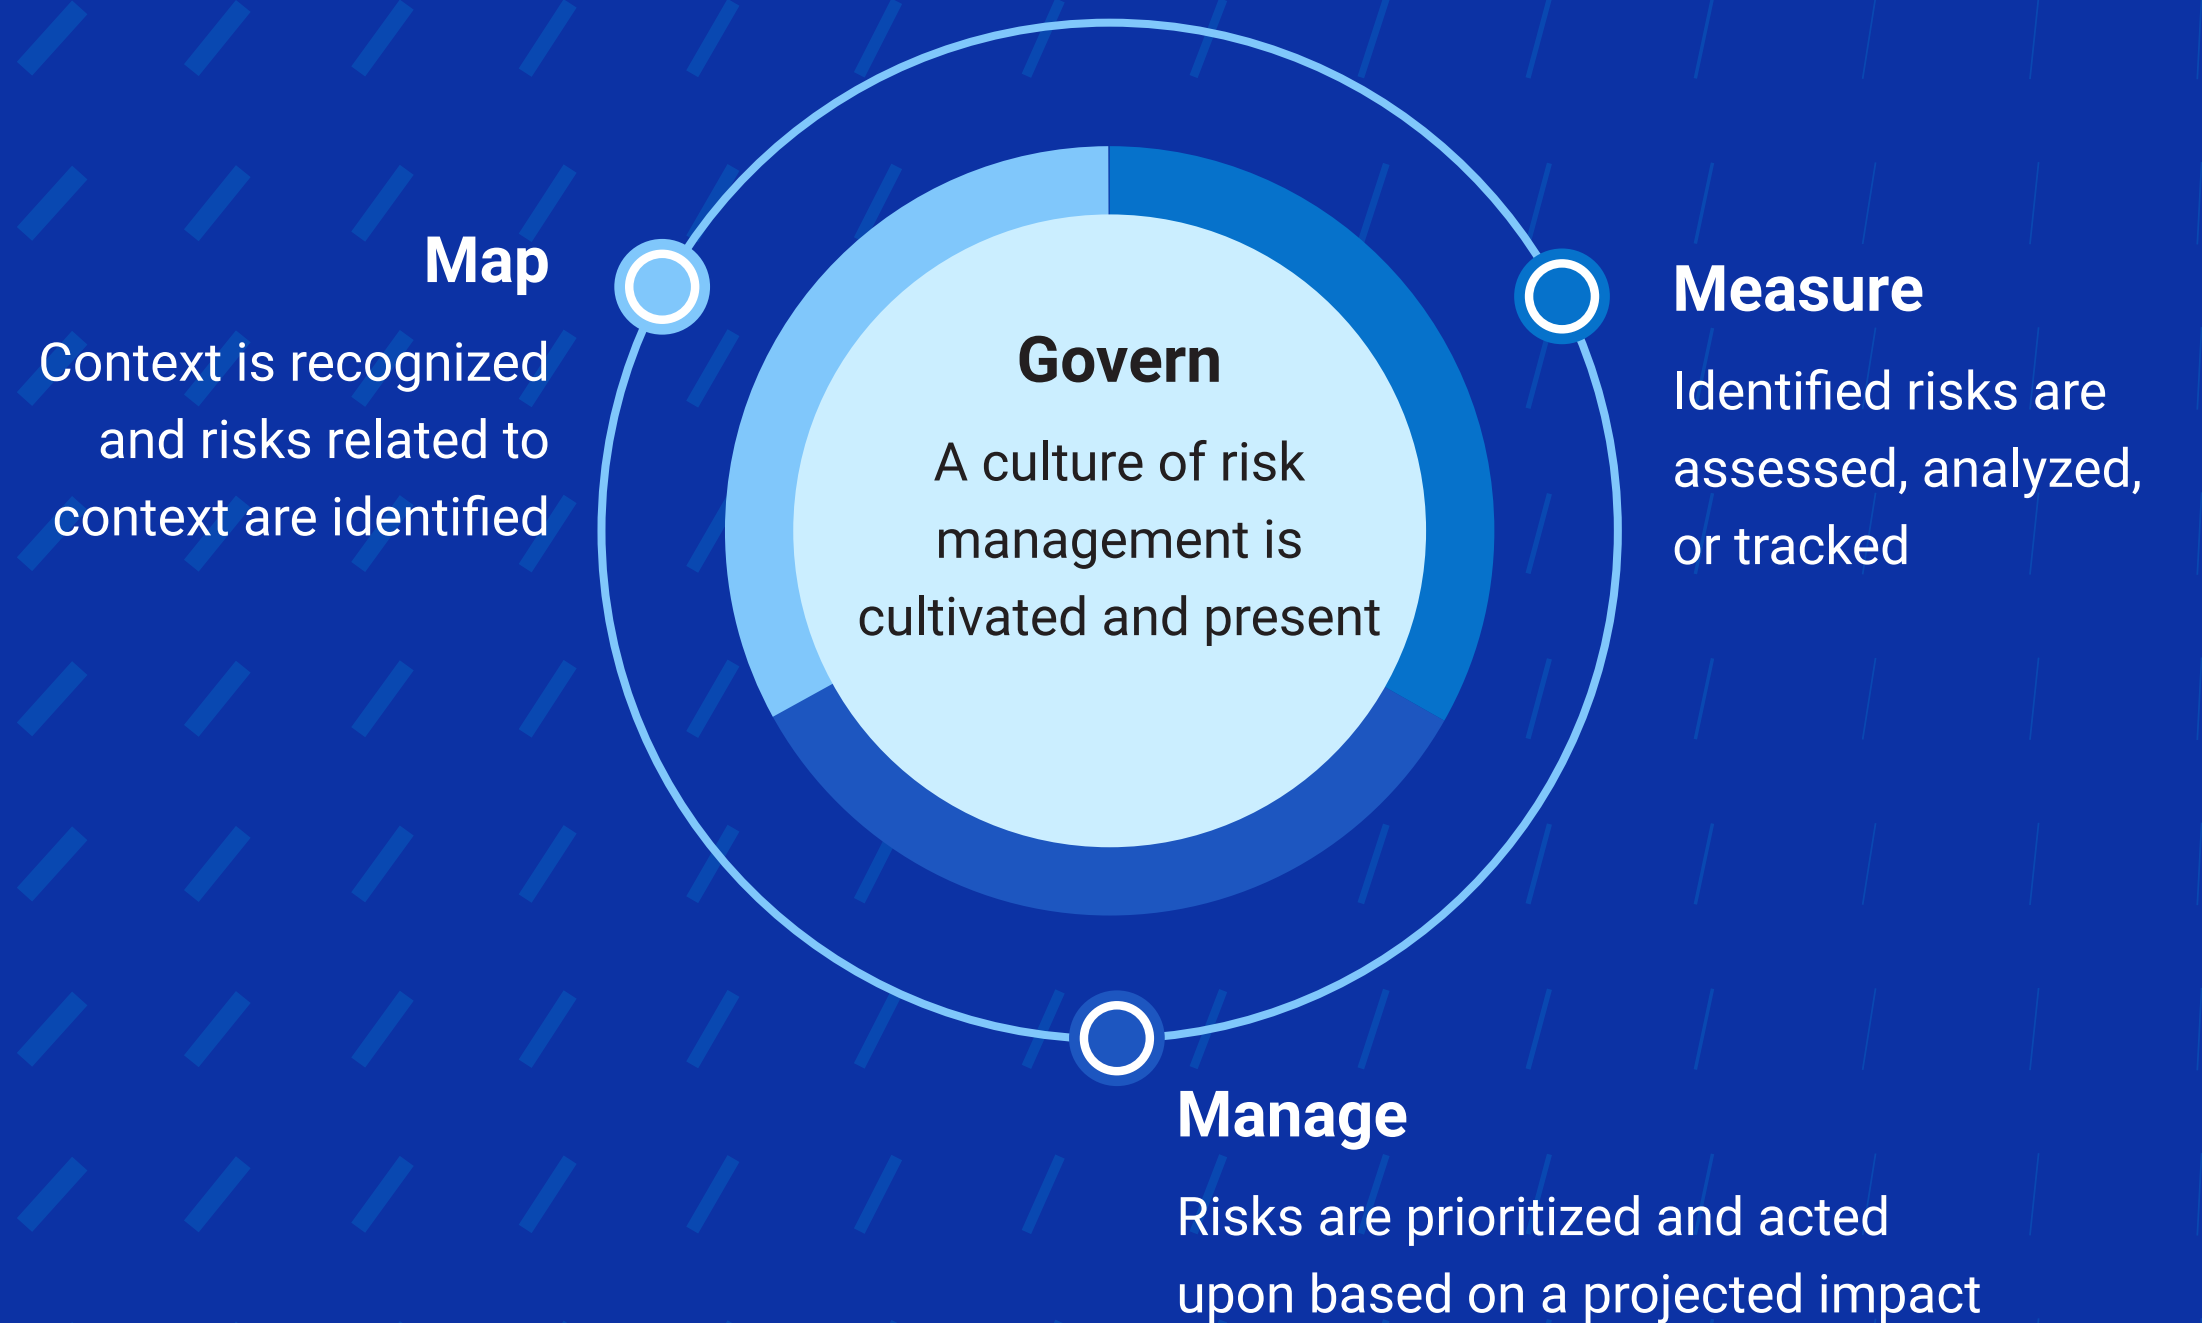 Map
Context is recognized
and risks related to
context are identified
Govern
A culture of risk
management is
cultivated and present
Measure
Identified risks are
assessed, analyzed,
or tracked
Manage
Risks are prioritized and acted
upon based on a projected impact